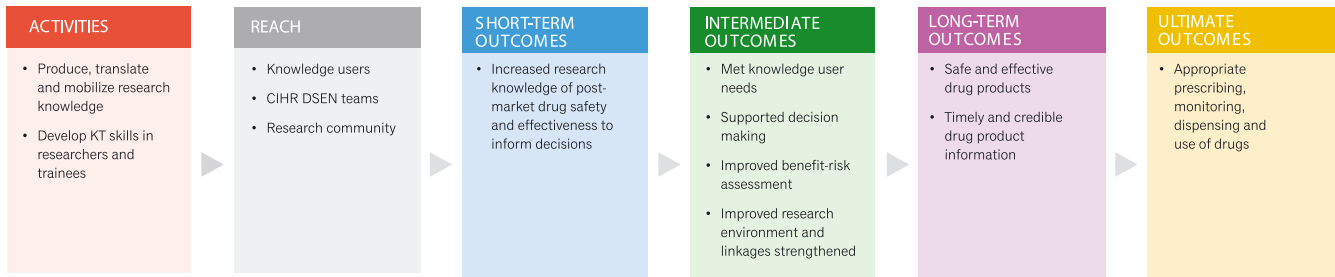 ACTIVITIES
• Produce, translate
and mobilize research
knowledge
• Develop KT skills in
researchers and
trainees
REACH
• Knowledge users
• CIHR DSEN teams
• Research community
SHORT-TERM
OUTCOMES
• Increased research
knowledge of post-
market drug safety
and effectiveness to
inform decisions
INTERMEDIATE
OUTCOMES
• Met knowledge user
needs
• Supported decision
making
• Improved benefit-risk
assessment
• Improved research
environment and
linkages strengthened
LONG-TERM
OUTCOMES
• Safe and effective
drug products
• Timely and credible
drug product
information
ULTIMATE
OUTCOMES
• Appropriate
prescribing,
monitoring,
dispensing and
use of drugs